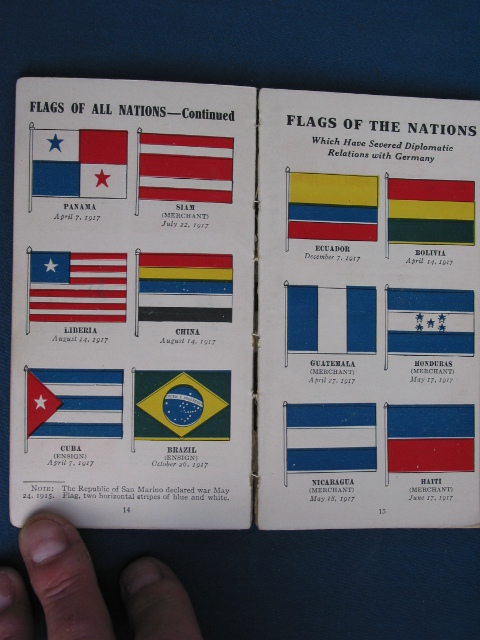 FLAGS OF ALL NATIONS—Continued
PANAMA
April 7, 1917
SIAM
(MERCHANT)
July 22, 1917
LIBERIA
August 14, 1917
CHINA
August 14, 1917
CUBA
(ENSIGN)
April 7, 1917
BRAZIL
(ENSIGN)
October 26, 1917
NOTE: The Republic of San Marino declared war May
24, 1915. Flag, two horizontal stripes of blue and white.
14
FLAGS OF THE NATIONS
Which Have Severed Diplomatic
Relations with Germany
ECUADOR
December 7, 1917
BOLIVIA
April 14, 1917
GUATEMALA
(MERCHANT)
April 17, 1917
HONDURAS
(MERCHANT)
May 17, 1917
NICARAGUA
(MERCHANT)
May 18, 1917
HAITI
(MERCHANT)
June 17, 1917
15